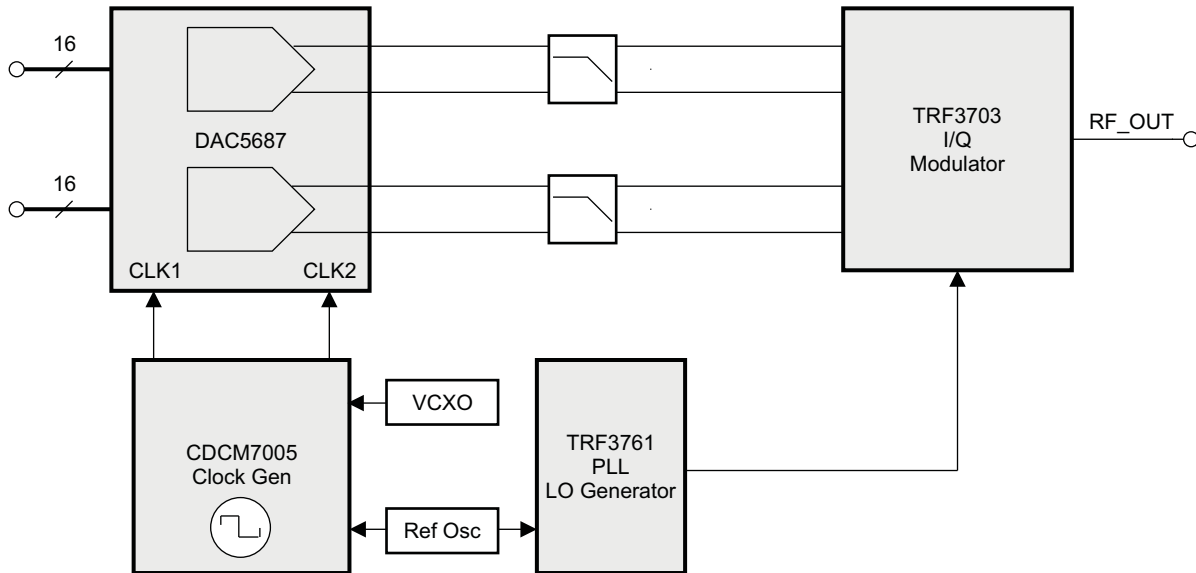 16
DAC5687
16
CLK1
CLK2
TRF3703
I/Q
Modulator
RF_OUT
CDCM7005
Clock Gen
VCXO
Ref Osc
TRF3761
PLL
LO Generator